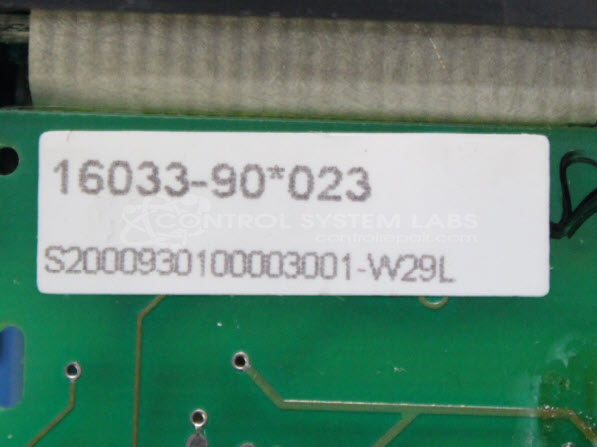 16033-90*023
CONTROL SYSTEM LABS
S2000930100003001-W29L